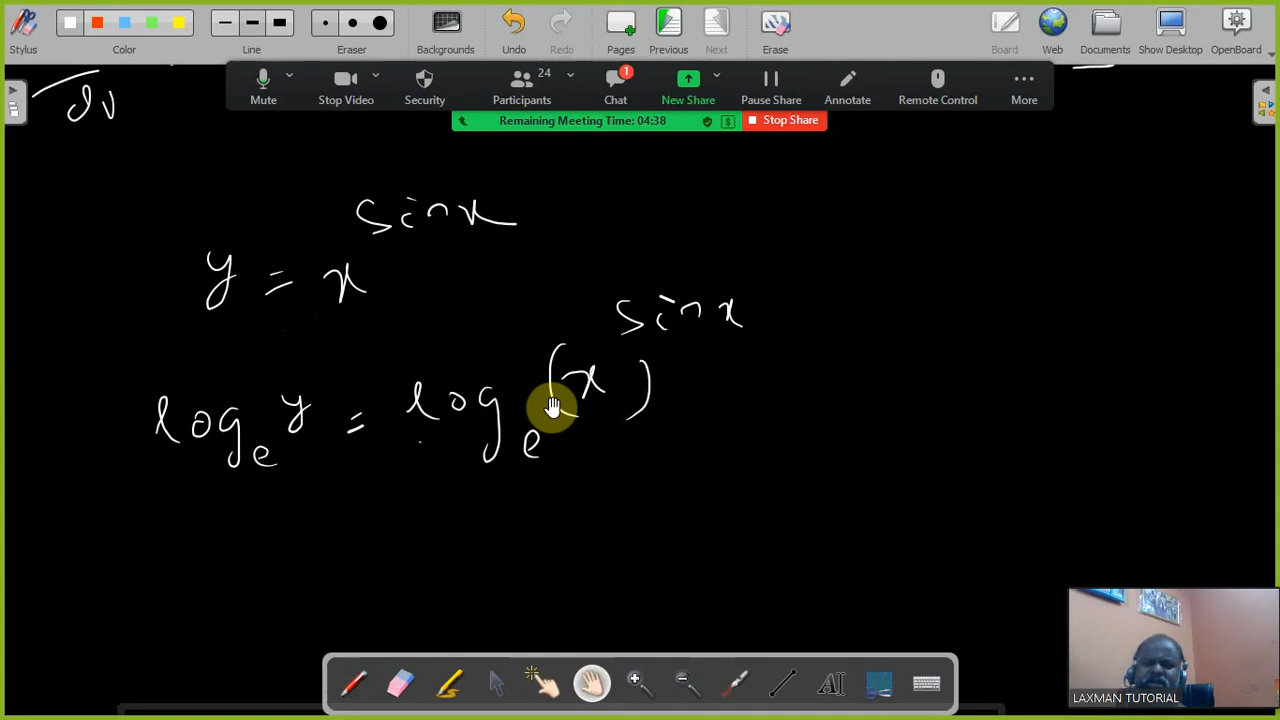 Stylus Color Line Eraser Backgrounds Undo Redo Pages Previous Next Erase Board Web Documents Show Desktop OpenBoard
24 1
Mute Stop Video Security Participants Chat New Share Pause Share Annotate Remote Control More
Remaining Meeting Time: 04:38 Stop Share
y = x^{sin x}
log_e y = log_e (x)^{sin x}
LAXMAN TUTORIAL